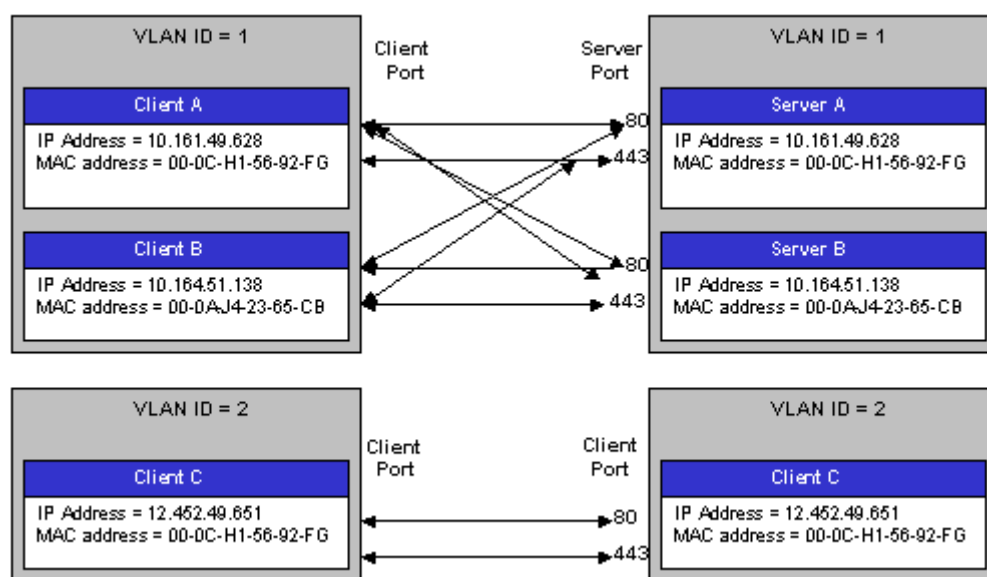 VLAN ID = 1
Client A
IP Address = 10.161.49.628
MAC address = 00-0C-H1-56-92-FG
Client B
IP Address = 10.164.51.138
MAC address = 00-0A-J4-23-65-CB
Client
Port
Server
Port
80
443
80
443
VLAN ID = 1
Server A
IP Address = 10.161.49.628
MAC address = 00-0C-H1-56-92-FG
Server B
IP Address = 10.164.51.138
MAC address = 00-0A-J4-23-65-CB
VLAN ID = 2
Client C
IP Address = 12.452.49.651
MAC address = 00-0C-H1-56-92-FG
Client
Port
Client
Port
80
443
VLAN ID = 2
Client C
IP Address = 12.452.49.651
MAC address = 00-0C-H1-56-92-FG